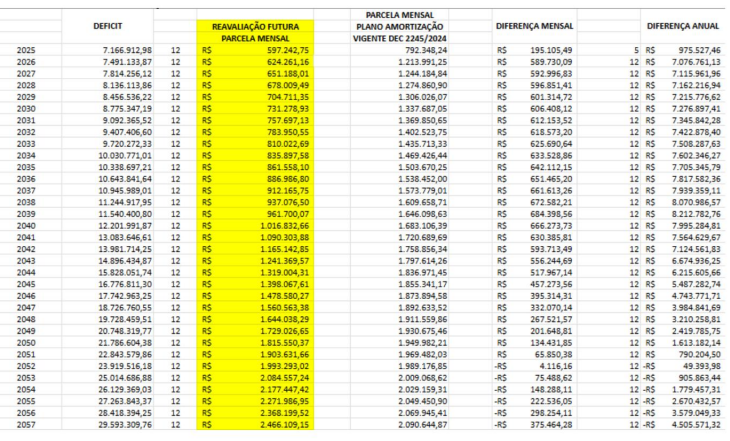 PARCELA MENSAL
DEFICIT REAVALIAÇÃO FUTURA PLANO AMORTIZAÇÃO DIFERENÇA MENSAL DIFERENÇA ANUAL
PARCELA MENSAL VIGENTE DEC 2245/2024
2025 7.166.912,98 12 R$ 597.242,75 792.348,24 R$ 195.105,49 5 R$ 975.527,46
2026 7.491.133,87 12 R$ 624.261,16 1.213.991,25 R$ 589.730,09 12 R$ 7.076.761,13
2027 7.814.256,12 12 R$ 651.188,01 1.244.184,84 R$ 592.996,83 12 R$ 7.115.961,96
2028 8.136.113,86 12 R$ 678.009,49 1.274.860,90 R$ 596.851,41 12 R$ 7.162.216,94
2029 8.456.536,22 12 R$ 704.711,35 1.306.026,07 R$ 601.314,72 12 R$ 7.215.776,62
2030 8.775.347,19 12 R$ 731.278,93 1.337.687,05 R$ 606.408,12 12 R$ 7.276.897,41
2031 9.092.365,52 12 R$ 757.697,13 1.369.850,65 R$ 612.153,52 12 R$ 7.345.842,28
2032 9.407.406,60 12 R$ 783.950,55 1.402.523,75 R$ 618.573,20 12 R$ 7.422.878,40
2033 9.720.272,33 12 R$ 810.022,69 1.435.713,33 R$ 625.690,64 12 R$ 7.508.287,63
2034 10.030.771,01 12 R$ 835.897,58 1.469.426,44 R$ 633.528,86 12 R$ 7.602.346,27
2035 10.338.697,21 12 R$ 861.558,10 1.503.670,25 R$ 642.112,15 12 R$ 7.705.345,79
2036 10.643.841,64 12 R$ 886.986,80 1.538.452,00 R$ 651.465,20 12 R$ 7.817.582,36
2037 10.945.989,01 12 R$ 912.165,75 1.573.779,01 R$ 661.613,26 12 R$ 7.939.359,11
2038 11.244.917,95 12 R$ 937.076,50 1.609.658,71 R$ 672.582,21 12 R$ 8.070.986,57
2039 11.540.400,80 12 R$ 961.700,07 1.646.098,63 R$ 684.398,56 12 R$ 8.212.782,76
2040 12.201.991,87 12 R$ 1.016.832,66 1.683.106,39 R$ 666.273,73 12 R$ 7.995.284,81
2041 13.083.646,61 12 R$ 1.090.303,88 1.720.689,69 R$ 630.385,81 12 R$ 7.564.629,67
2042 13.981.714,25 12 R$ 1.165.142,85 1.758.856,34 R$ 593.713,49 12 R$ 7.124.561,83
2043 14.896.434,87 12 R$ 1.241.369,57 1.797.614,26 R$ 556.244,69 12 R$ 6.674.936,25
2044 15.828.051,74 12 R$ 1.319.004,31 1.836.971,45 R$ 517.967,14 12 R$ 6.215.605,66
2045 16.776.811,30 12 R$ 1.398.067,61 1.855.341,17 R$ 457.273,56 12 R$ 5.487.282,74
2046 17.742.963,25 12 R$ 1.478.580,27 1.873.894,58 R$ 395.314,31 12 R$ 4.743.771,71
2047 18.726.760,55 12 R$ 1.560.563,38 1.892.633,52 R$ 332.070,14 12 R$ 3.984.841,69
2048 19.728.459,51 12 R$ 1.644.038,29 1.911.559,86 R$ 267.521,57 12 R$ 3.210.258,81
2049 20.748.319,77 12 R$ 1.729.026,65 1.930.675,46 R$ 201.648,81 12 R$ 2.419.785,75
2050 21.786.604,38 12 R$ 1.815.550,37 1.949.982,21 R$ 134.431,85 12 R$ 1.613.182,14
2051 22.843.579,86 12 R$ 1.903.631,66 1.969.482,03 R$ 65.850,38 12 R$ 790.204,50
2052 23.919.516,18 12 R$ 1.993.293,02 1.989.176,85 -R$ 4.116,16 12 -R$ 49.393,98
2053 25.014.686,88 12 R$ 2.084.557,24 2.009.068,62 -R$ 75.488,62 12 -R$ 905.863,44
2054 26.129.369,03 12 R$ 2.177.447,42 2.029.159,31 -R$ 148.288,11 12 -R$ 1.779.457,31
2055 27.263.843,37 12 R$ 2.271.986,95 2.049.450,90 -R$ 222.536,05 12 -R$ 2.670.432,57
2056 28.418.394,25 12 R$ 2.368.199,52 2.069.945,41 -R$ 298.254,11 12 -R$ 3.579.049,33
2057 29.593.309,76 12 R$ 2.466.109,15 2.090.644,87 -R$ 375.464,28 12 -R$ 4.505.571,32